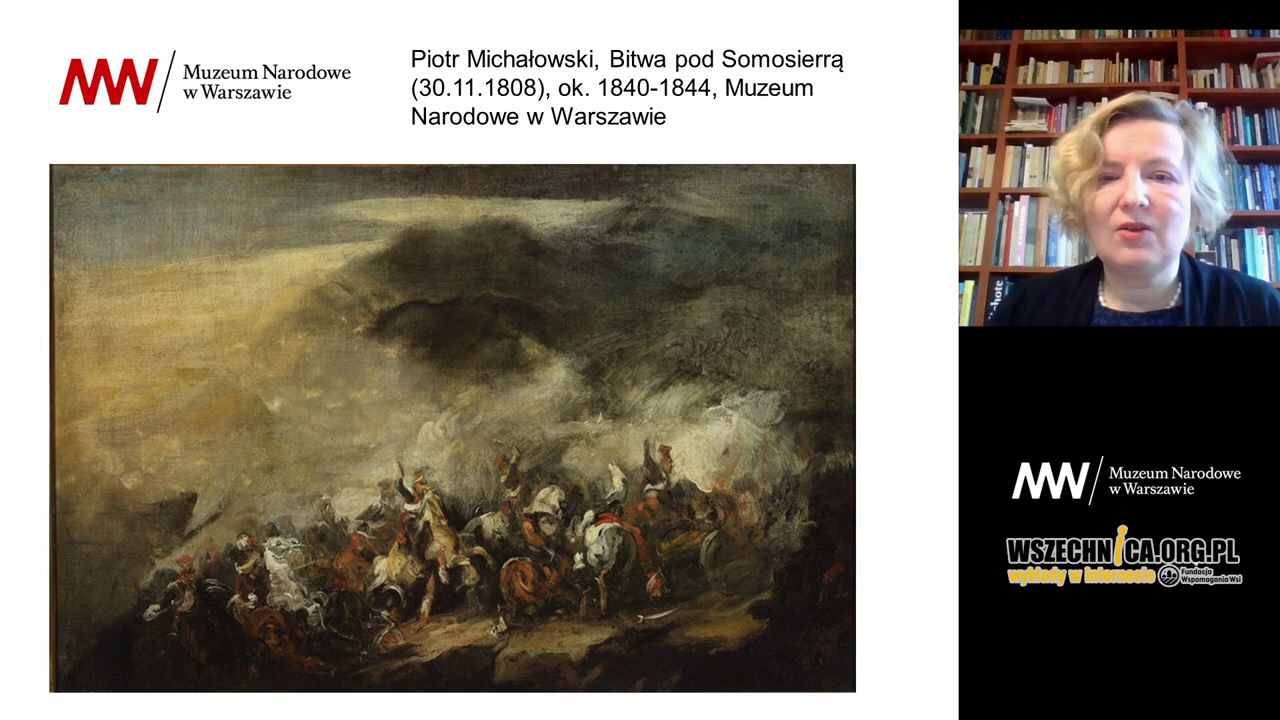 MNW
Muzeum Narodowe
w Warszawie
Piotr Michałowski, Bitwa pod Somosierrą
(30.11.1808), ok. 1840-1844, Muzeum
Narodowe w Warszawie
MNW
Muzeum Narodowe
w Warszawie
WSZECHNiCA.ORG.PL
wykłady w internecie
Fundacja
Wspomagania Wsi